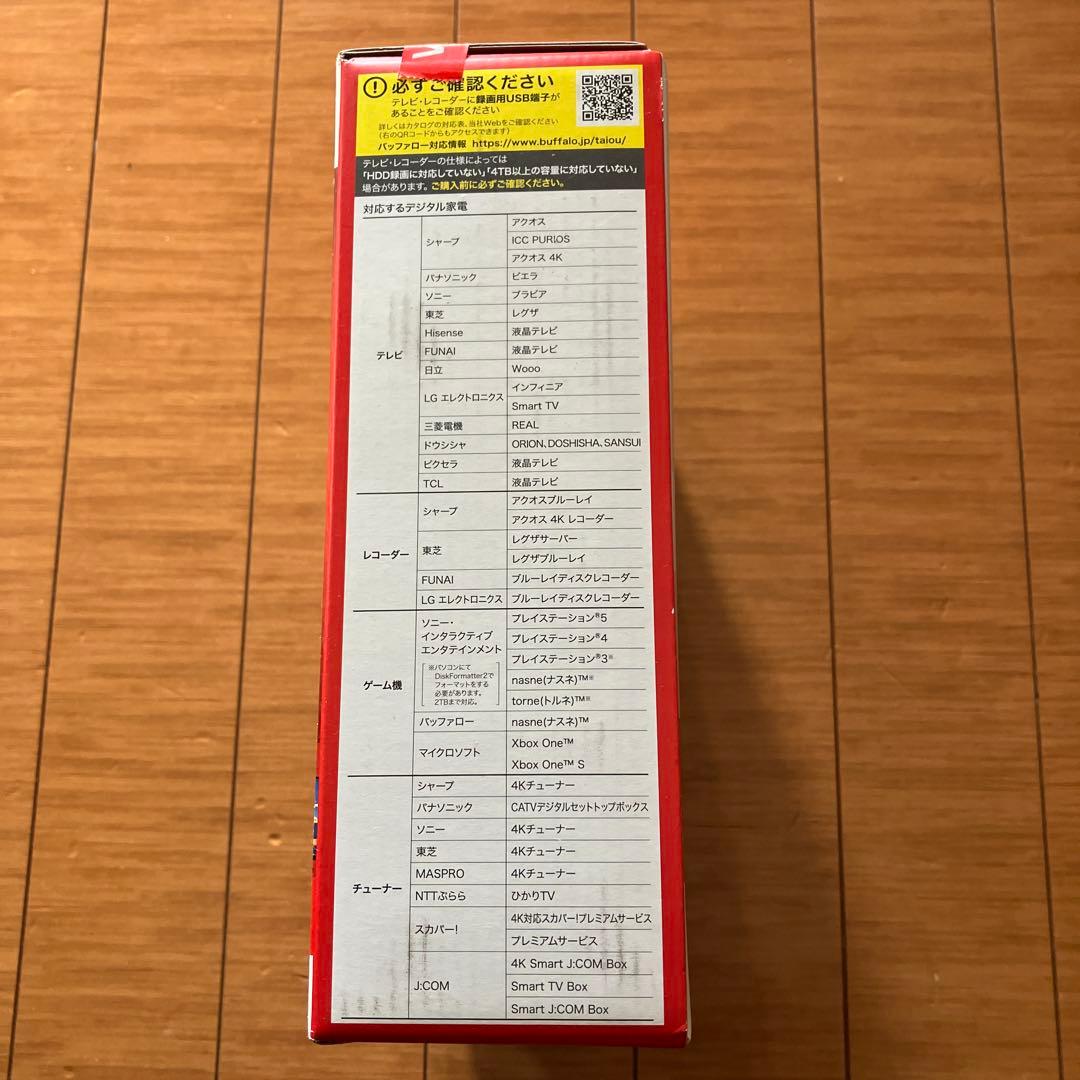 必ずご確認ください
テレビ・レコーダーに録画用USB端子が
あることをご確認ください
詳しくはカタログの対応表、当社Webをご確認ください
(右のQRコードからもアクセスできます)
バッファロー対応情報 https://www.buffalo.jp/taiou/
テレビ・レコーダーの仕様によっては
「HDD録画に対応していない」「4TB以上の容量に対応していない」
場合があります。ご購入前に必ずご確認ください。
対応するデジタル家電
テレビ
シャープ
アクオス
ICC PURIOS
アクオス 4K
パナソニック ビエラ
ソニー ブラビア
東芝 レグザ
Hisense 液晶テレビ
FUNAI 液晶テレビ
日立 Wooo
LG エレクトロニクス
インフィニア
Smart TV
三菱電機 REAL
ドウシシャ ORION、DOSHISHA、SANSUI
ピクセラ 液晶テレビ
TCL 液晶テレビ
レコーダー
シャープ
アクオスブルーレイ
アクオス 4K レコーダー
東芝
レグザサーバー
レグザブルーレイ
FUNAI ブルーレイディスクレコーダー
LG エレクトロニクス ブルーレイディスクレコーダー
ゲーム機
ソニー・
インタラクティブ
エンタテインメント
※パソコンにて
DiskFormatter2で
フォーマットをする
必要があります。
2TBまで対応。
プレイステーション®5
プレイステーション®4
プレイステーション®3※
nasne(ナスネ)™※
torne(トルネ)™※
バッファロー nasne(ナスネ)™
マイクロソフト
Xbox One™
Xbox One™ S
チューナー
シャープ 4Kチューナー
パナソニック CATVデジタルセットトップボックス
ソニー 4Kチューナー
東芝 4Kチューナー
MASPRO 4Kチューナー
NTTぷらら ひかりTV
スカパー!
4K対応スカパー!プレミアムサービス
プレミアムサービス
J:COM
4K Smart J:COM Box
Smart TV Box
Smart J:COM Box